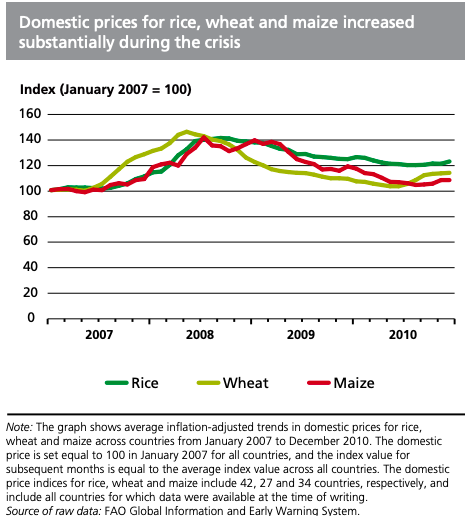 Domestic prices for rice, wheat and maize increased
substantially during the crisis
Index (January 2007 = 100)
160
140
120
100
80
60
40
20
0
2007 2008 2009 2010
Rice Wheat Maize
Note: The graph shows average inflation-adjusted trends in domestic prices for rice,
wheat and maize across countries from January 2007 to December 2010. The domestic
price is set equal to 100 in January 2007 for all countries, and the index value for
subsequent months is equal to the average index value across all countries. The domestic
price indices for rice, wheat and maize include 42, 27 and 34 countries, respectively, and
include all countries for which data were available at the time of writing.
Source of raw data: FAO Global Information and Early Warning System.